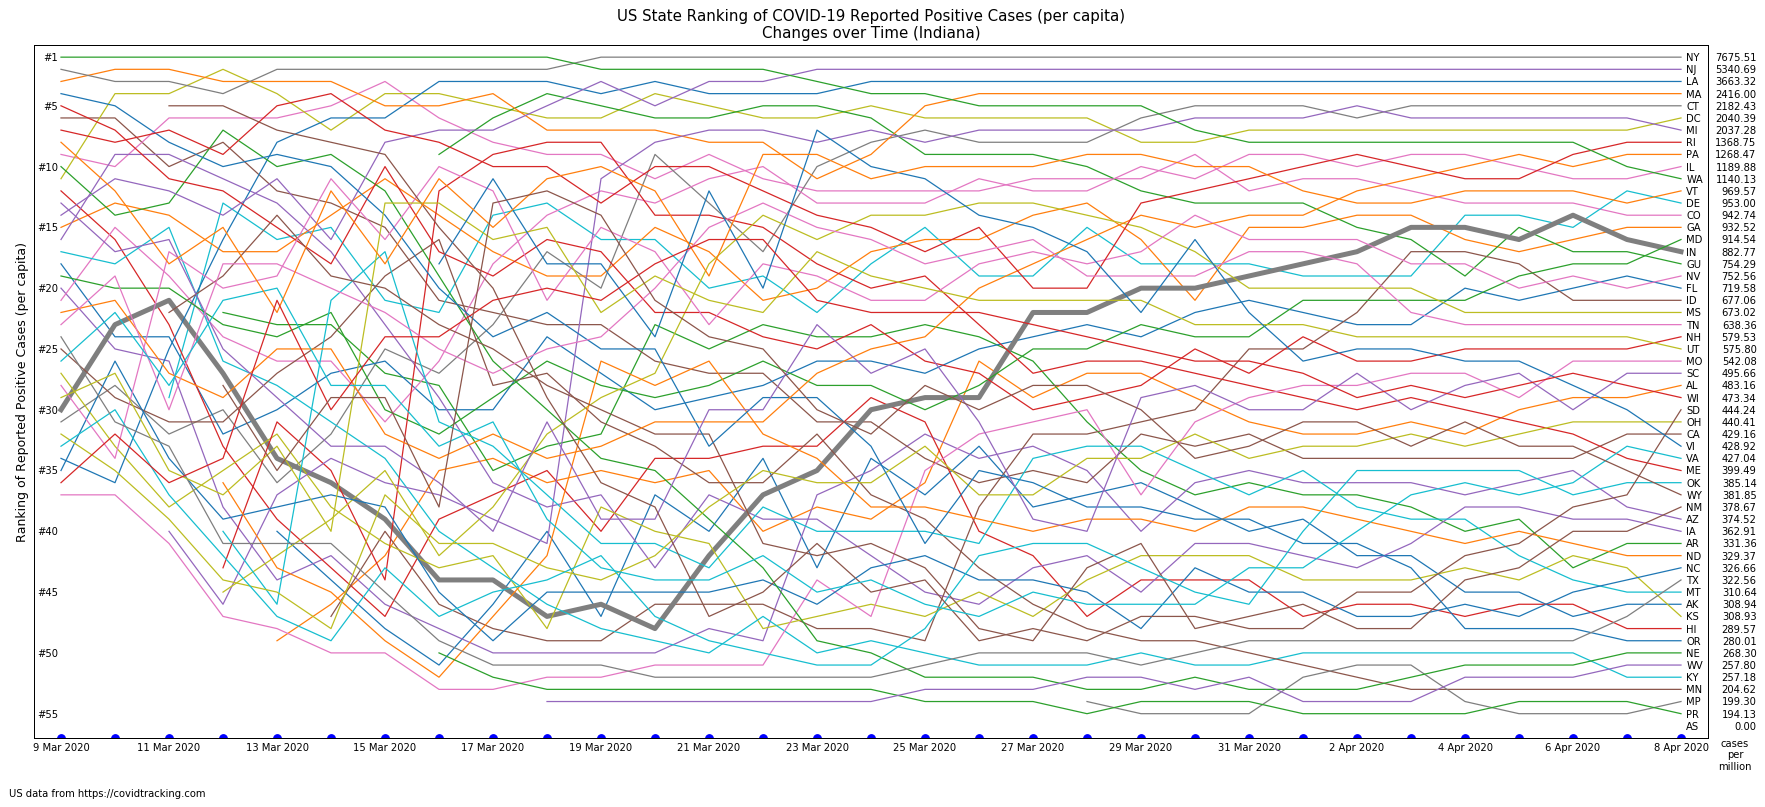 US State Ranking of COVID-19 Reported Positive Cases (per capita)
Changes over Time (Indiana)
Ranking of Reported Positive Cases (per capita)
#1
#5
#10
#15
#20
#25
#30
#35
#40
#45
#50
#55
NY 7675.51
NJ 5340.69
LA 3663.32
MA 2416.00
CT 2182.43
DC 2040.39
MI 2037.28
RI 1368.75
PA 1268.47
IL 1189.88
WA 1140.13
VT 969.57
DE 953.00
CO 942.74
GA 932.52
MD 914.54
IN 882.77
GU 754.29
NV 752.56
FL 719.58
ID 677.06
MS 673.02
TN 638.36
NH 579.53
UT 575.80
MO 542.08
SC 495.66
AL 483.16
WI 473.34
SD 444.24
OH 440.41
CA 429.16
VI 428.92
VA 427.04
ME 399.49
OK 385.14
WY 381.85
NM 378.67
AZ 374.52
IA 362.91
AR 331.36
ND 329.37
NC 326.66
TX 322.56
MT 310.64
AK 308.94
KS 308.93
HI 289.57
OR 280.01
NE 268.30
WV 257.80
KY 257.18
MN 204.62
MP 199.30
PR 194.13
AS 0.00
9 Mar 2020 11 Mar 2020 13 Mar 2020 15 Mar 2020 17 Mar 2020 19 Mar 2020 21 Mar 2020 23 Mar 2020 25 Mar 2020 27 Mar 2020 29 Mar 2020 31 Mar 2020 2 Apr 2020 4 Apr 2020 6 Apr 2020 8 Apr 2020
cases
per
million
US data from https://covidtracking.com